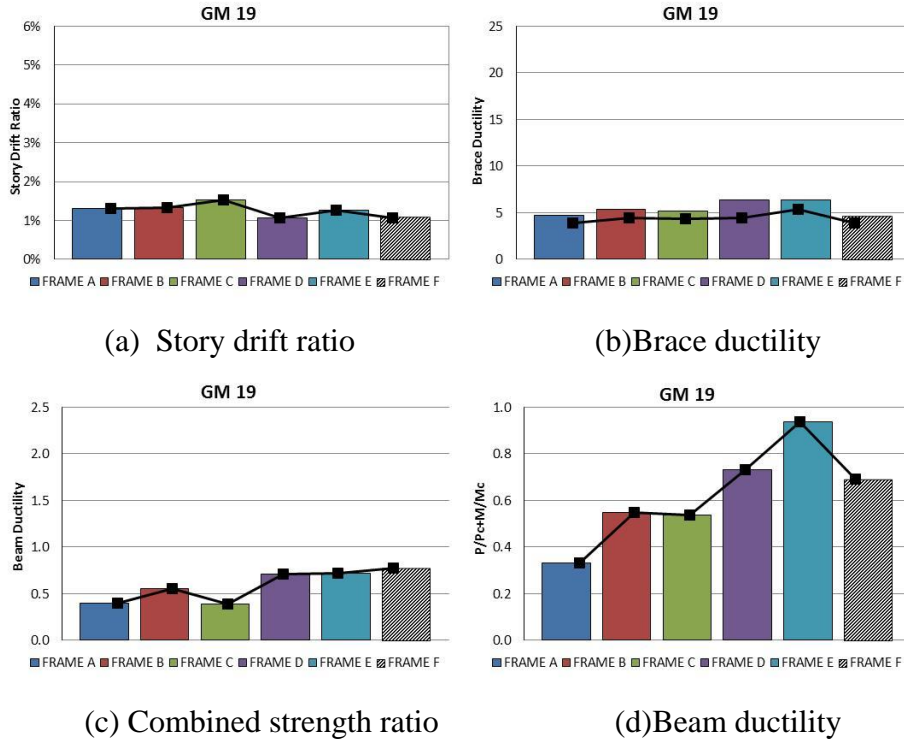 GM 19
6%
5%
4%
3%
2%
1%
0%
Story Drift Ratio
FRAME A FRAME B FRAME C FRAME D FRAME E FRAME F
(a) Story drift ratio
GM 19
25
20
15
10
5
0
Brace Ductility
FRAME A FRAME B FRAME C FRAME D FRAME E FRAME F
(b)Brace ductility
GM 19
2.5
2.0
1.5
1.0
0.5
0.0
Beam Ductility
FRAME A FRAME B FRAME C FRAME D FRAME E FRAME F
(c) Combined strength ratio
GM 19
1.0
0.8
0.6
0.4
0.2
0.0
P/Pc+M/Mc
FRAME A FRAME B FRAME C FRAME D FRAME E FRAME F
(d)Beam ductility